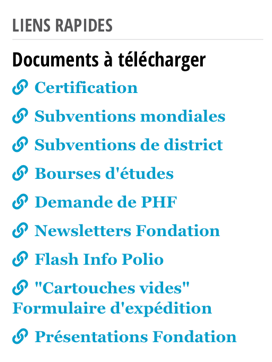 LIENS RAPIDES
Documents à télécharger
Certification
Subventions mondiales
Subventions de district
Bourses d'études
Demande de PHF
Newsletters Fondation
Flash Info Polio
"Cartouches vides"
Formulaire d'expédition
Présentations Fondation